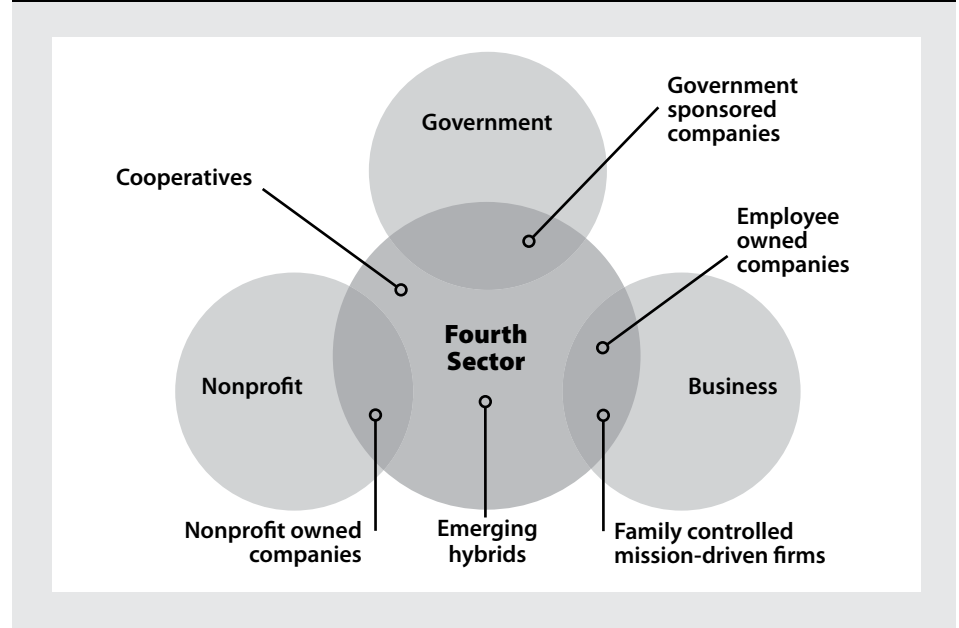 Government
sponsored
companies
Government
Cooperatives
Employee
owned
companies
Fourth
Sector
Nonprofit
Business
Nonprofit owned
companies
Emerging
hybrids
Family controlled
mission-driven firms